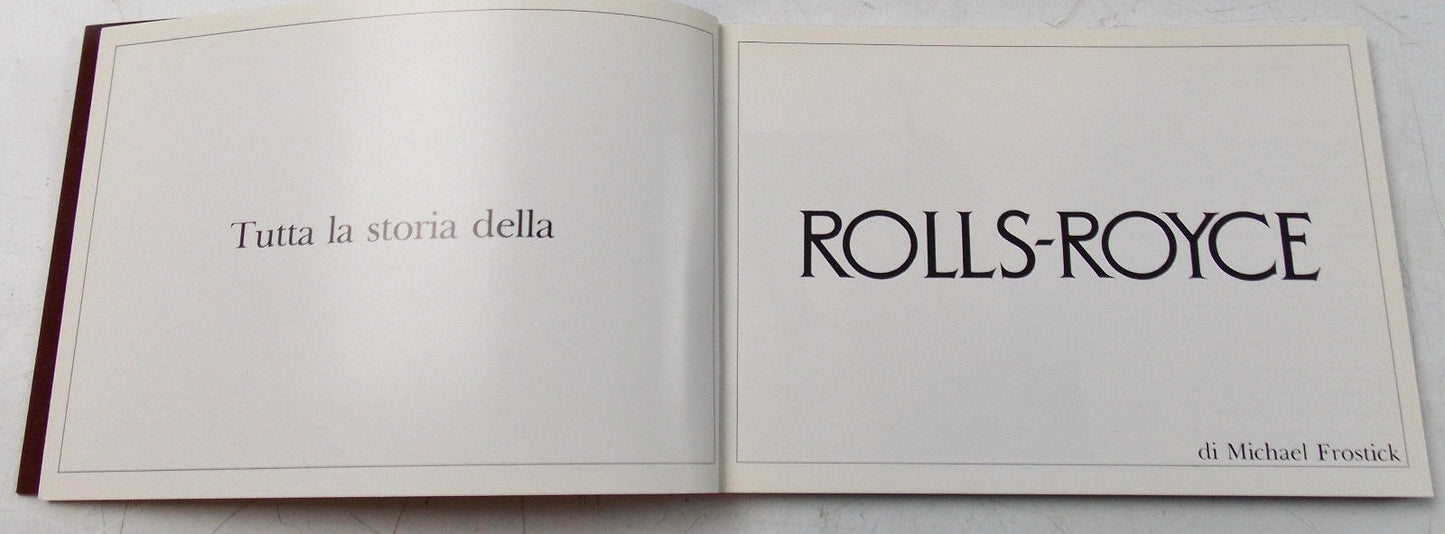 Tutta la storia della
ROLLS-ROYCE
di Michael Frostick